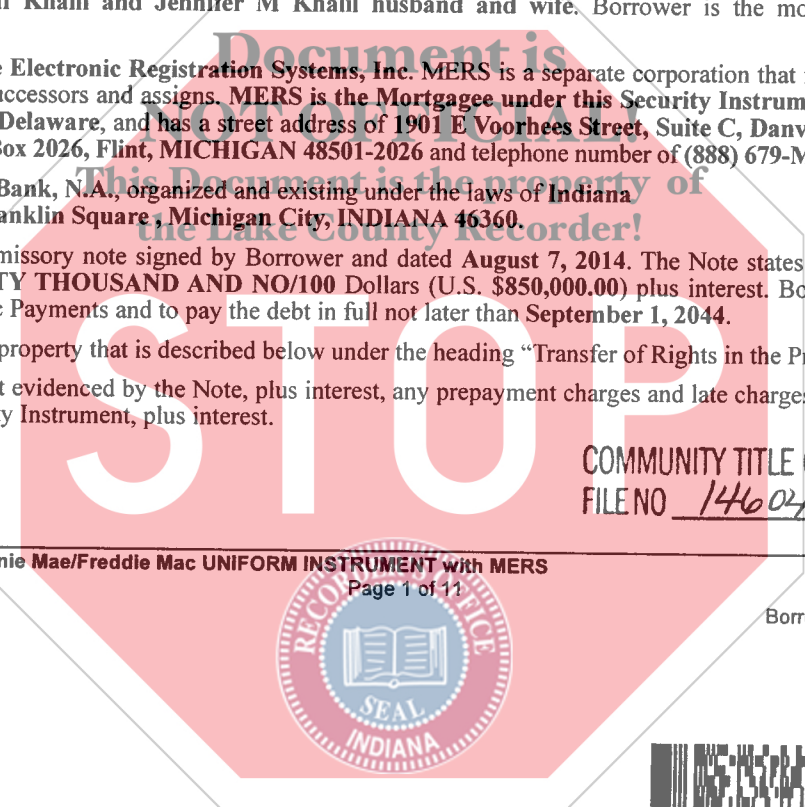 Khalil and Jennifer M Khalil husband and wife. Borrower is the mo
Document is
e Electronic Registration Systems, Inc. MERS is a separate corporation that
uccessors and assigns. MERS is the Mortgagee under this Security Instrum
NOT OFFICIAL!
Delaware, and has a street address of 1901 E Voorhees Street, Suite C, Danv
Box 2026, Flint, MICHIGAN 48501-2026 and telephone number of (888) 679-M
This Document is the property of
Bank, N.A., organized and existing under the laws of Indiana
anklin Square , Michigan City, INDIANA 46360.
the Lake County Recorder!
missory note signed by Borrower and dated August 7, 2014. The Note states
TY THOUSAND AND NO/100 Dollars (U.S. $850,000.00) plus interest. Bo
c Payments and to pay the debt in full not later than September 1, 2044.
STOP
property that is described below under the heading “Transfer of Rights in the Pr
t evidenced by the Note, plus interest, any prepayment charges and late charges
y Instrument, plus interest.
COMMUNITY TITLE
FILE NO 14604
nie Mae/Freddie Mac UNIFORM INSTRUMENT with MERS
Page 1 of 11
Borr
RECORDER'S OFFICE
SEAL
INDIANA